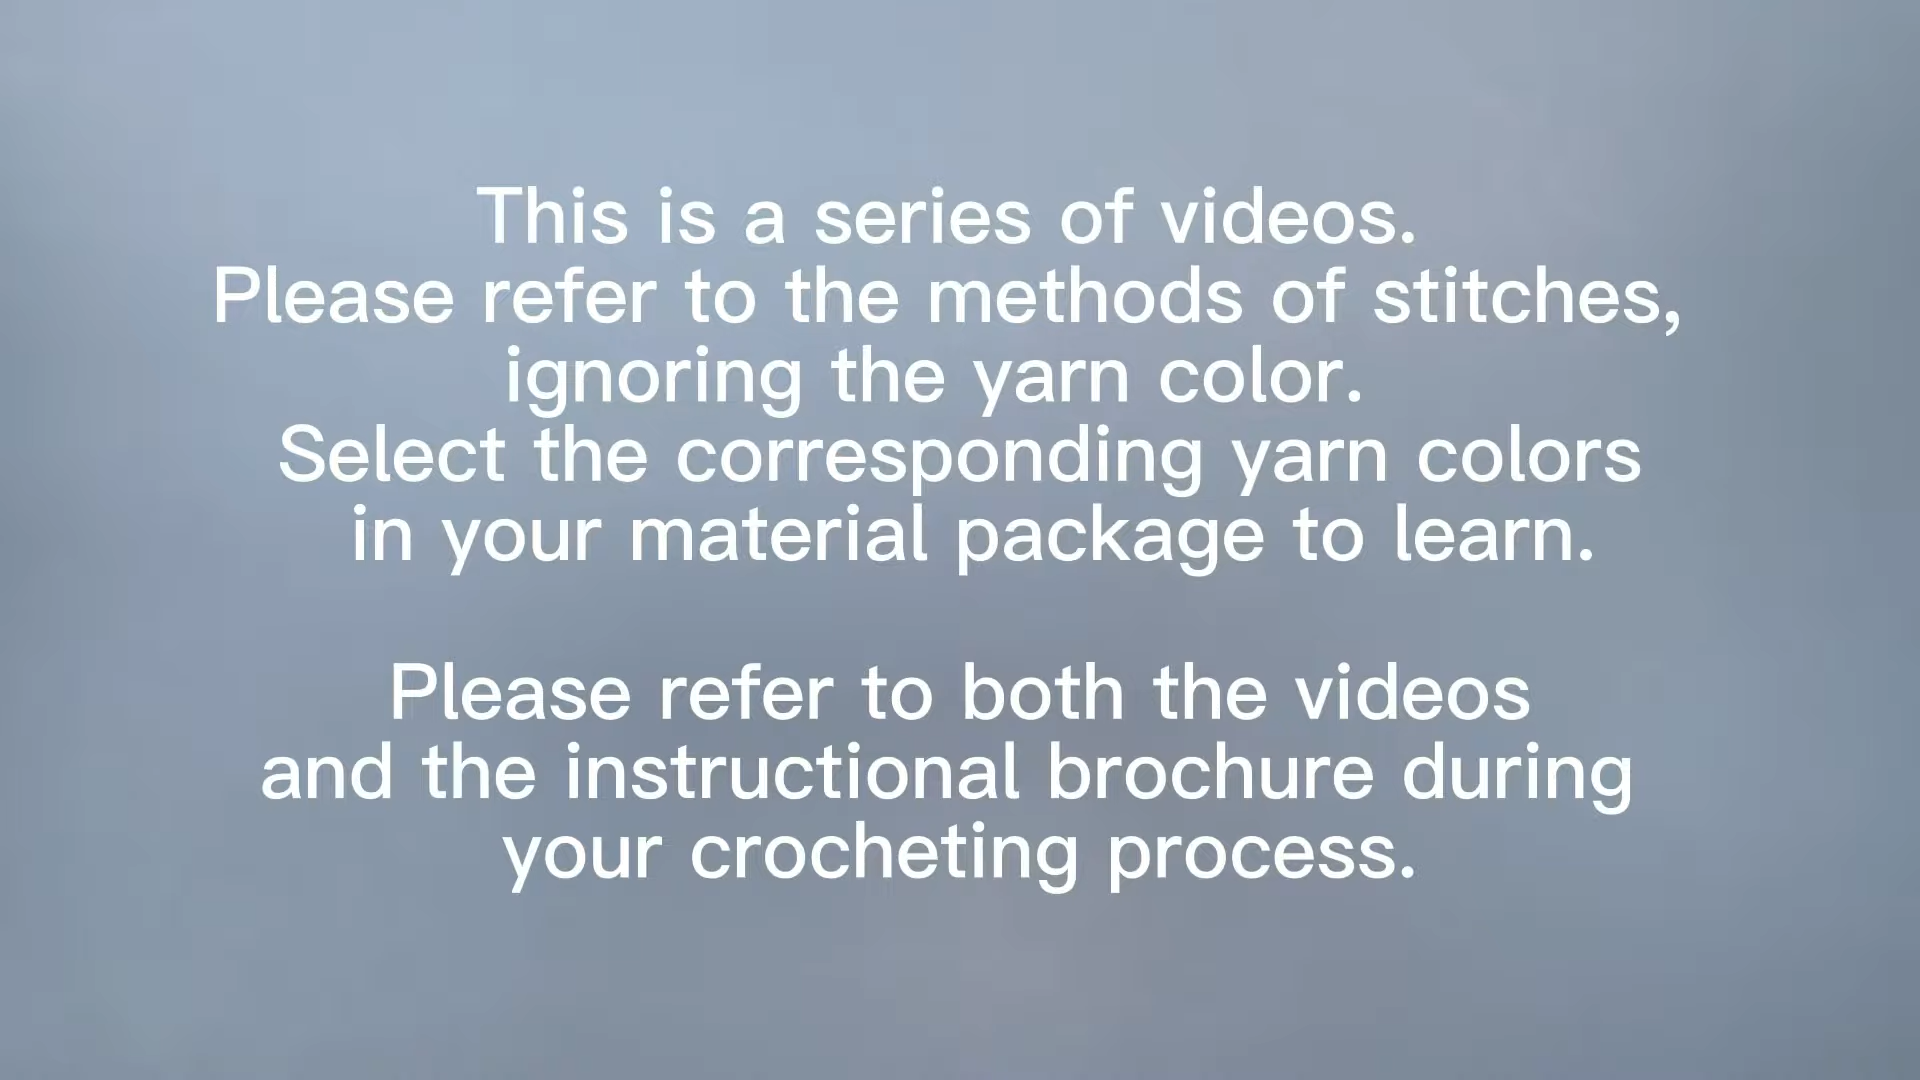 This is a series of videos.
Please refer to the methods of stitches,
ignoring the yarn color.
Select the corresponding yarn colors
in your material package to learn.
Please refer to both the videos
and the instructional brochure during
your crocheting process.